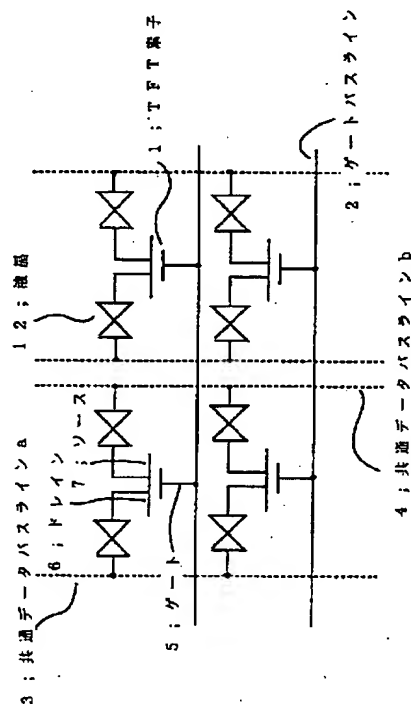 3；共通データバスラインa
6；ドレイン
7；ソース
5；ゲート
12；液晶
1；TFT素子
2；ゲートバスライン
4；共通データバスラインb